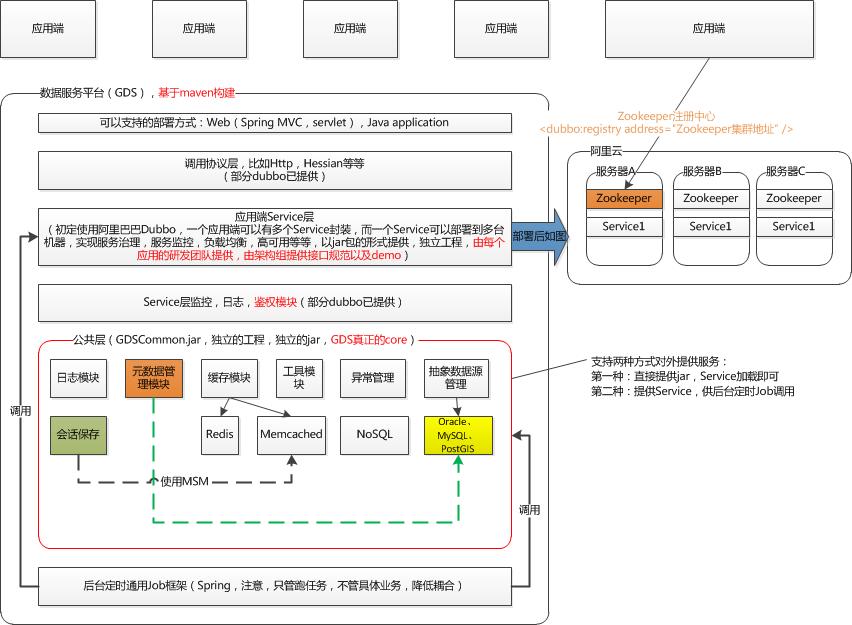 应用端
应用端
应用端
应用端
应用端
数据服务平台（GDS），基于maven构建
可以支持的部署方式：Web（Spring MVC，servlet），Java application
Zookeeper注册中心
<dubbo:registry address="Zookeeper集群地址" />
调用协议层，比如Http，Hessian等等
（部分dubbo已提供）
阿里云
服务器A
服务器B
服务器C
Zookeeper
Zookeeper
Zookeeper
Service1
Service1
Service1
应用端Service层
（初定使用阿里巴巴Dubbo，一个应用端可以有多个Service封装，而一个Service可以部署到多台
机器，实现服务治理，服务监控，负载均衡，高可用等等，以jar包的形式提供，独立工程，由每个
应用的研发团队提供，由架构组提供接口规范以及demo）
部署后如图
Service层监控，日志，鉴权模块（部分dubbo已提供）
公共层（GDSCommon.jar，独立的工程，独立的jar，GDS真正的core）
日志模块
元数据管
理模块
缓存模块
工具模
块
异常管理
抽象数据源
管理
支持两种方式对外提供服务：
第一种：直接提供jar，Service加载即可
第二种：提供Service，供后台定时Job调用
调用
会话保存
Redis
Memcached
NoSQL
Oracle、
MySQL、
PostGIS
使用MSM
调用
后台定时通用Job框架（Spring，注意，只管跑任务，不管具体业务，降低耦合）